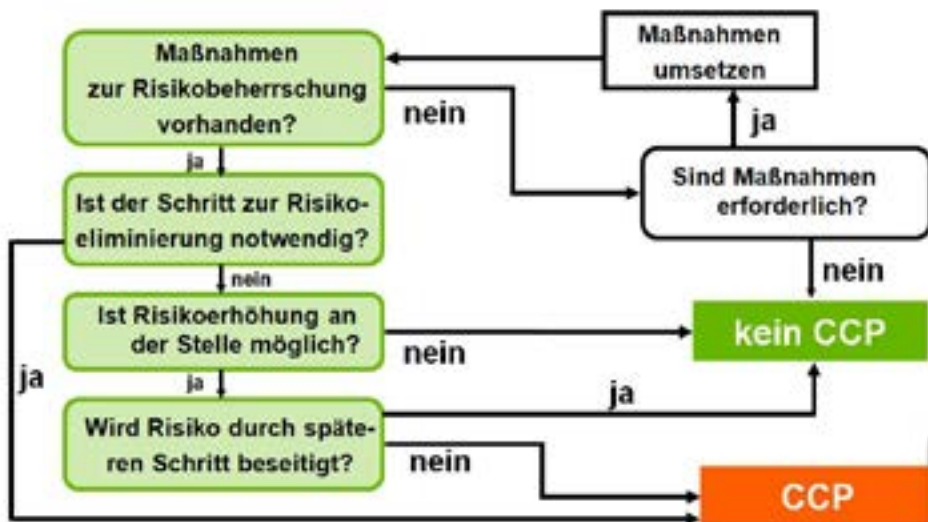 Maßnahmen
zur Risikobeherrschung
vorhanden?
nein
Maßnahmen
umsetzen
ja
Sind Maßnahmen
erforderlich?
nein
ja
Ist der Schritt zur Risiko-
eliminierung notwendig?
nein
Ist Risikoerhöhung an
der Stelle möglich?
nein
kein CCP
ja
ja
Wird Risiko durch späte-
ren Schritt beseitigt?
ja
nein
CCP